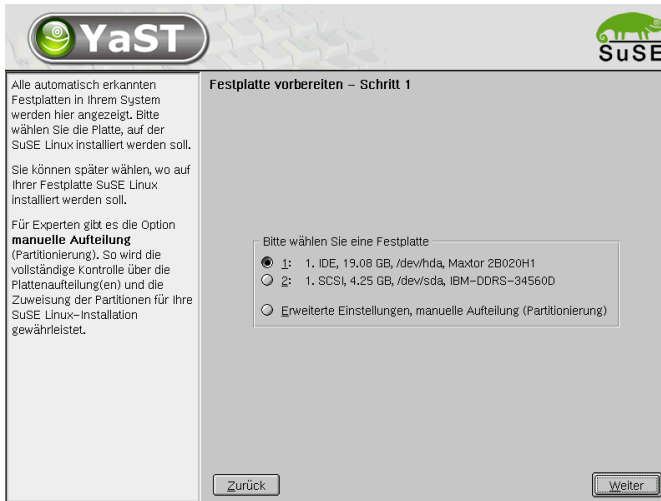 YaST
SuSE
Alle automatisch erkannten
Festplatten in Ihrem System
werden hier angezeigt. Bitte
wählen Sie die Platte, auf der
SuSE Linux installiert werden soll.
Sie können später wählen, wo auf
Ihrer Festplatte SuSE Linux
installiert werden soll.
Für Experten gibt es die Option
manuelle Aufteilung
(Partitionierung). So wird die
vollständige Kontrolle über die
Plattenaufteilung(en) und die
Zuweisung der Partitionen für Ihre
SuSE Linux-Installation
gewährleistet.
Festplatte vorbereiten – Schritt 1
Bitte wählen Sie eine Festplatte
1: 1. IDE, 19.08 GB, /dev/hda, Maxtor 2B020H1
2: 1. SCSI, 4.25 GB, /dev/sda, IBM-DDRS-34560D
Erweiterte Einstellungen, manuelle Aufteilung (Partitionierung)
Zurück
Weiter